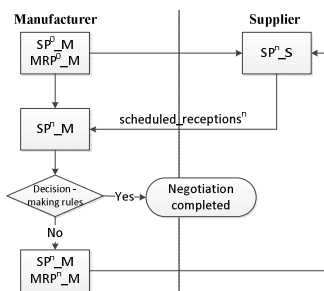 Manufacturer
Supplier
SP⁰_M
MRP⁰_M
SPⁿ_S
SPⁿ_M
scheduled_receptionsⁿ
Decision -
making rules
Yes
Negotiation
completed
No
SPⁿ_M
MRPⁿ_M